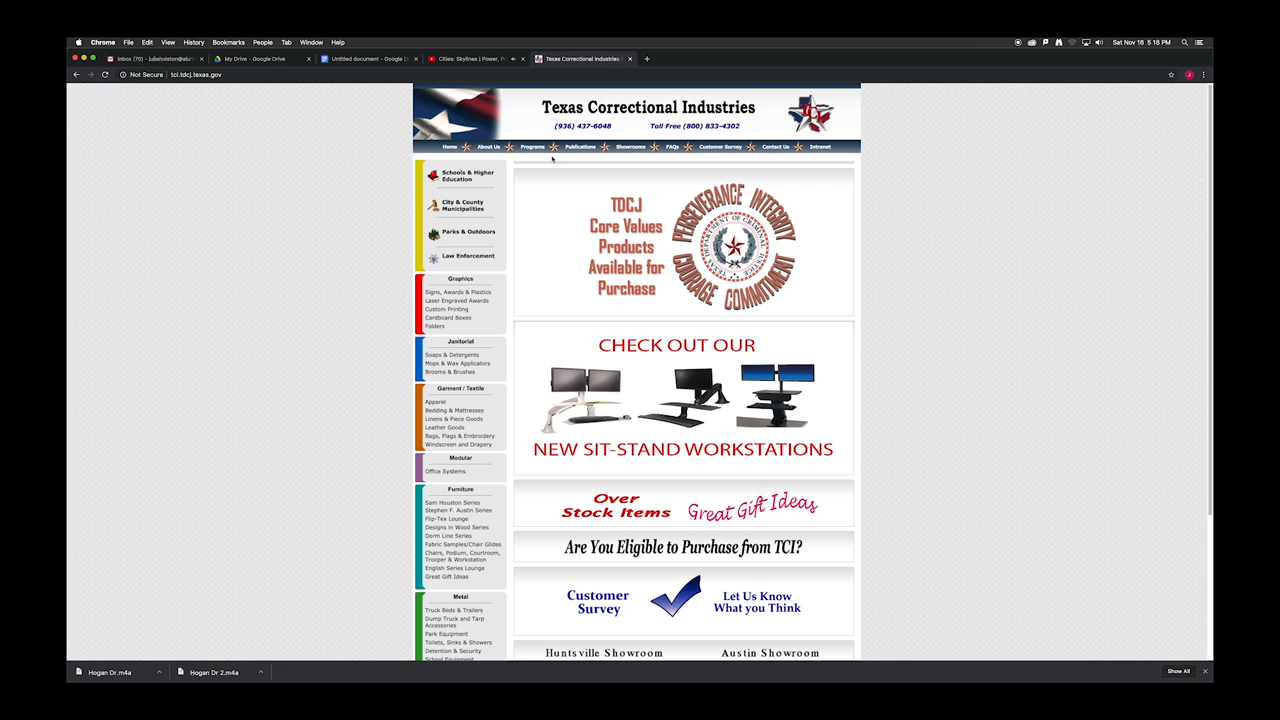 Chrome File Edit View History Bookmarks People Tab Window Help
Sat Nov 16 5:18 PM
Inbox (70) - juliaholston@alum
My Drive - Google Drive
Untitled document - Google D
Cities: Skylines | Power, P
Texas Correctional Industries
Not Secure | tci.tdcj.texas.gov
Texas Correctional Industries
(936) 437-6048 Toll Free (800) 833-4302
Home About Us Programs Publications Showrooms FAQs Customer Survey Contact Us Intranet
Schools & Higher
Education
City & County
Municipalities
Parks & Outdoors
Law Enforcement
Graphics
Signs, Awards & Plastics
Laser Engraved Awards
Custom Printing
Cardboard Boxes
Folders
Janitorial
Soaps & Detergents
Mops & Wax Applicators
Brooms & Brushes
Garment / Textile
Apparel
Bedding & Mattresses
Linens & Piece Goods
Leather Goods
Bags, Flags & Embroidery
Windscreen and Drapery
Modular
Office Systems
Furniture
Sam Houston Series
Stephen F. Austin Series
Flip-Tex Lounge
Designs in Wood Series
Dorm Line Series
Fabric Samples/Chair Glides
Chairs, Podium, Courtroom,
Trooper & Workstation
English Series Lounge
Great Gift Ideas
Metal
Truck Beds & Trailers
Dump Truck and Tarp
Accessories
Park Equipment
Toilets, Sinks & Showers
Detention & Security
School Equipment
TDCJ
Core Values
Products
Available for
Purchase
PERSEVERANCE INTEGRITY
COURAGE COMMITMENT
CHECK OUT OUR
NEW SIT-STAND WORKSTATIONS
Over
Stock Items
Great Gift Ideas
Are You Eligible to Purchase from TCI?
Customer
Survey
Let Us Know
What you Think
Huntsville Showroom
Austin Showroom
Hogan Dr.m4a
Hogan Dr 2.m4a
Show All